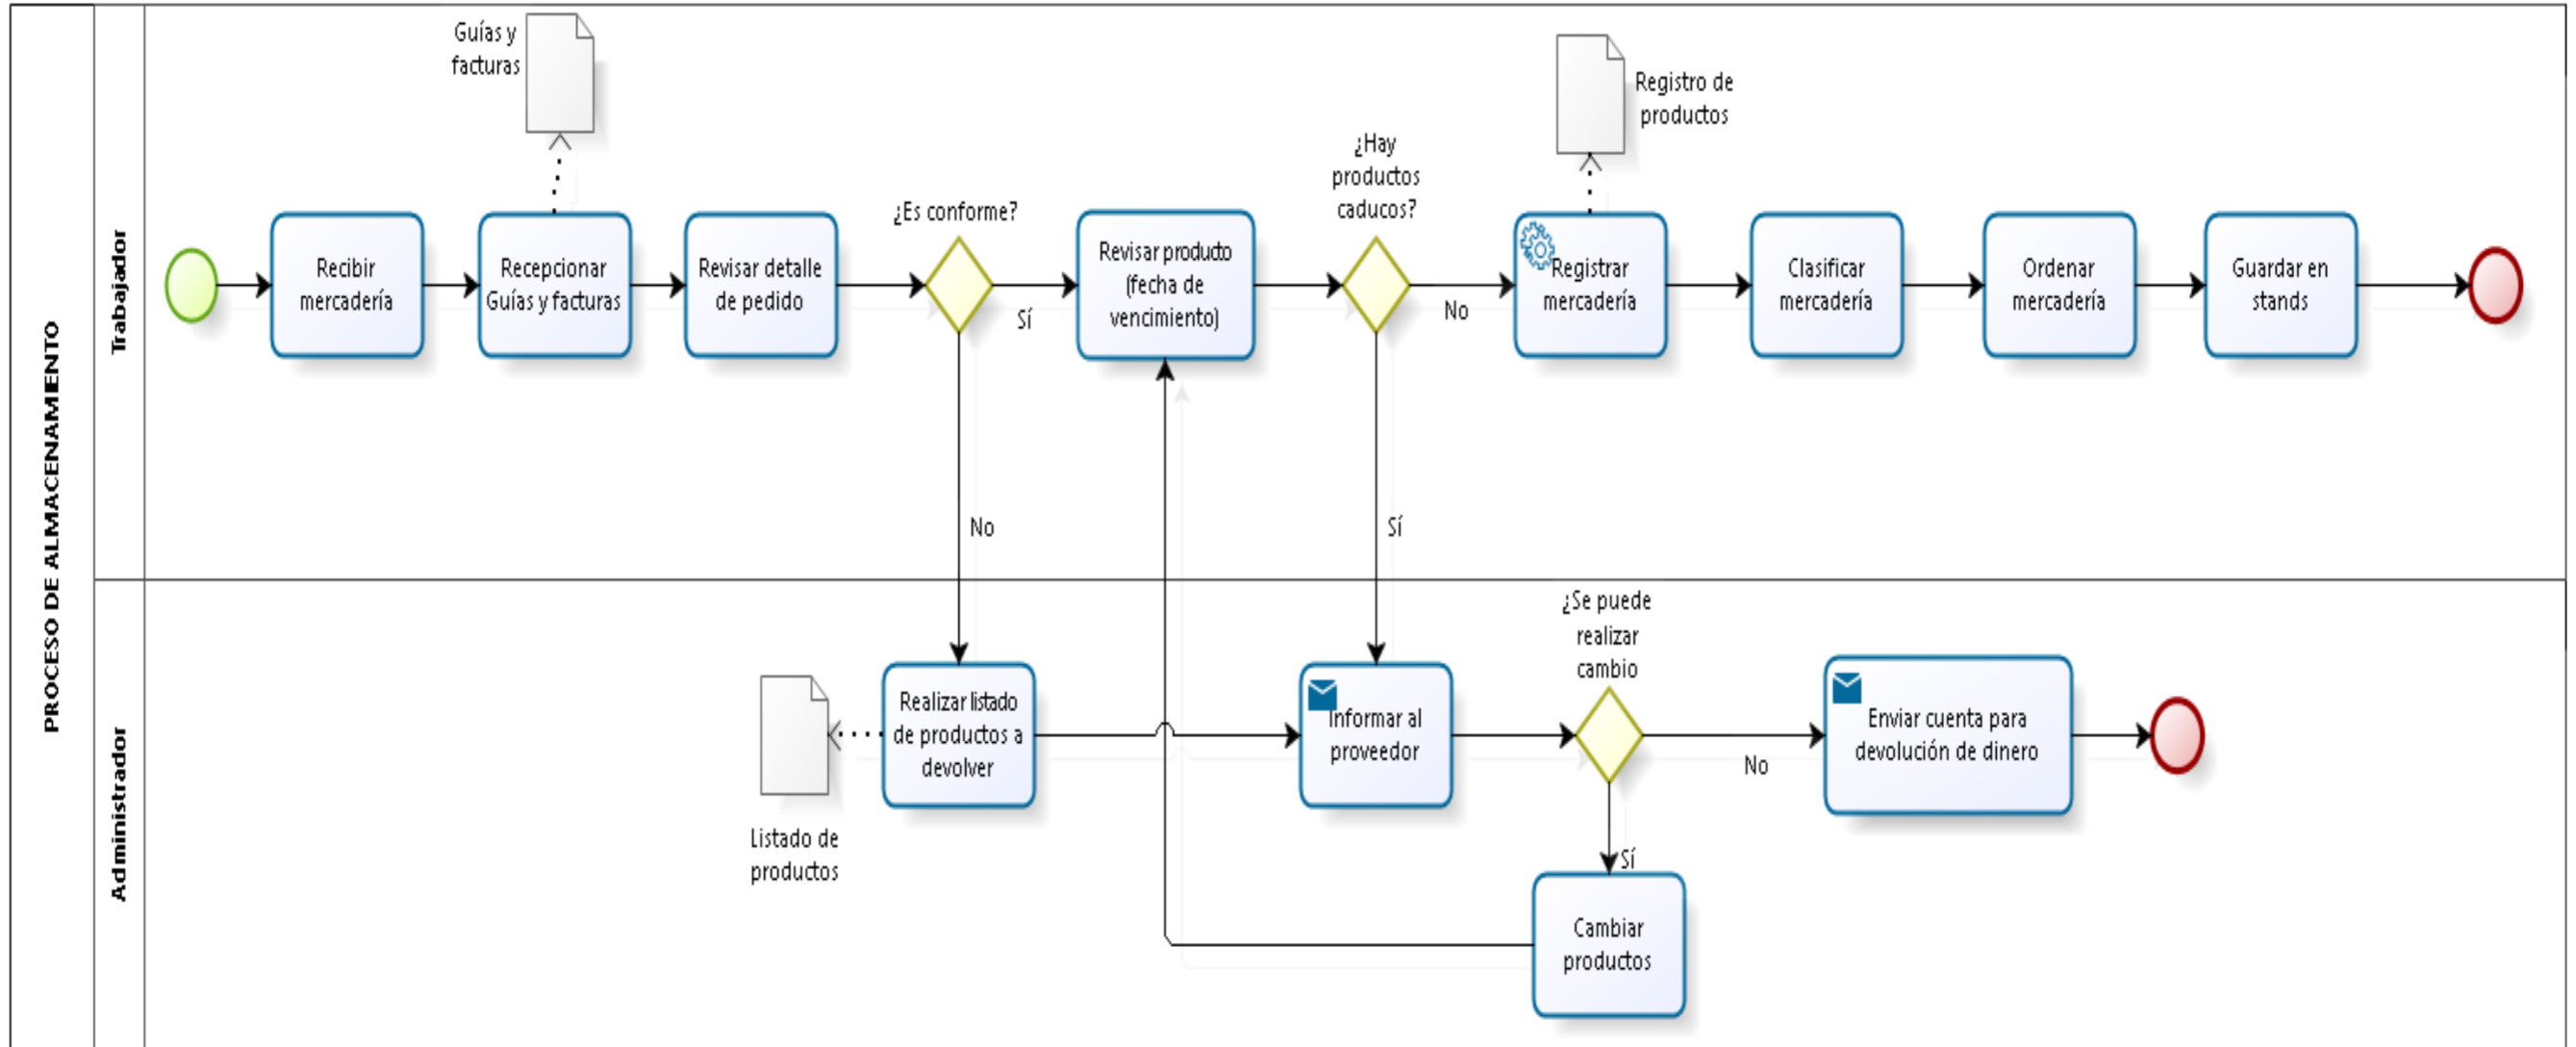 PROCESO DE ALMACENAMIENTO
Trabajador
Guías y
facturas
Recibir
mercadería
Recepcionar
Guías y facturas
Revisar detalle
de pedido
¿Es conforme?
Sí
No
Revisar producto
(fecha de
vencimiento)
¿Hay
productos
caducos?
No
Sí
Registro de
productos
Registrar
mercadería
Clasificar
mercadería
Ordenar
mercadería
Guardar en
stands
Administrador
Listado de
productos
Realizar listado
de productos a
devolver
Informar al
proveedor
¿Se puede
realizar
cambio
No
Sí
Enviar cuenta para
devolución de dinero
Cambiar
productos